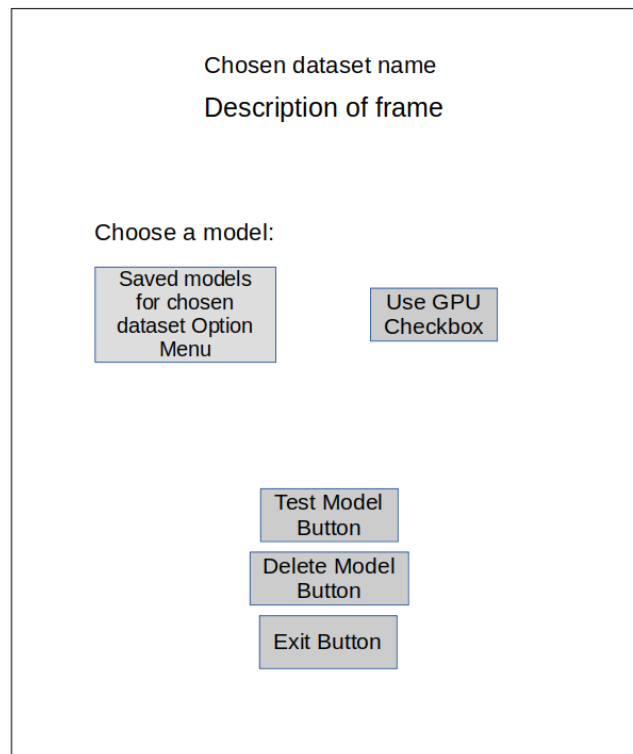 Chosen dataset name
Description of frame
Choose a model:
Saved models
for chosen
dataset Option
Menu
Use GPU
Checkbox
Test Model
Button
Delete Model
Button
Exit Button